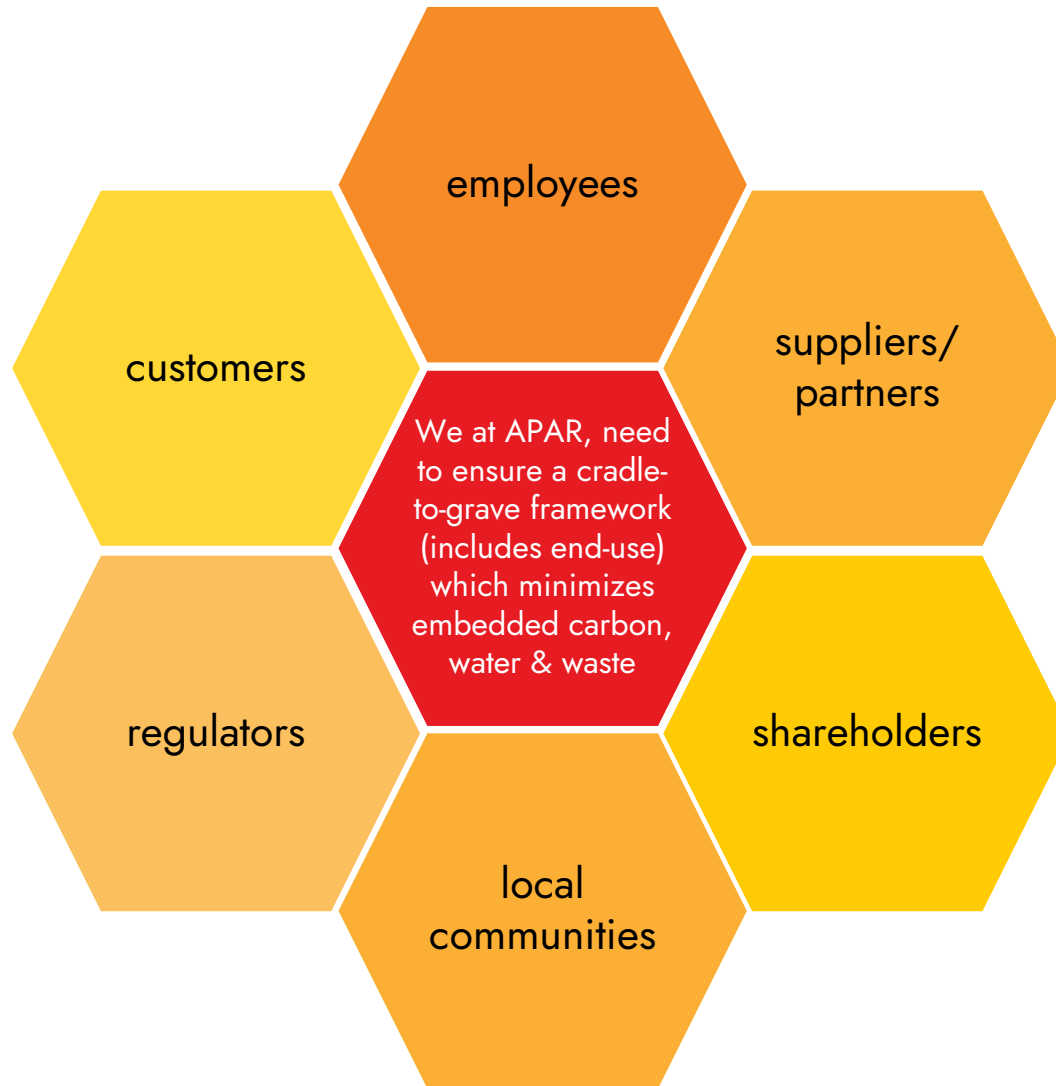 employees
customers
suppliers/
partners
We at APAR, need
to ensure a cradle-
to-grave framework
(includes end-use)
which minimizes
embedded carbon,
water & waste
regulators
shareholders
local
communities